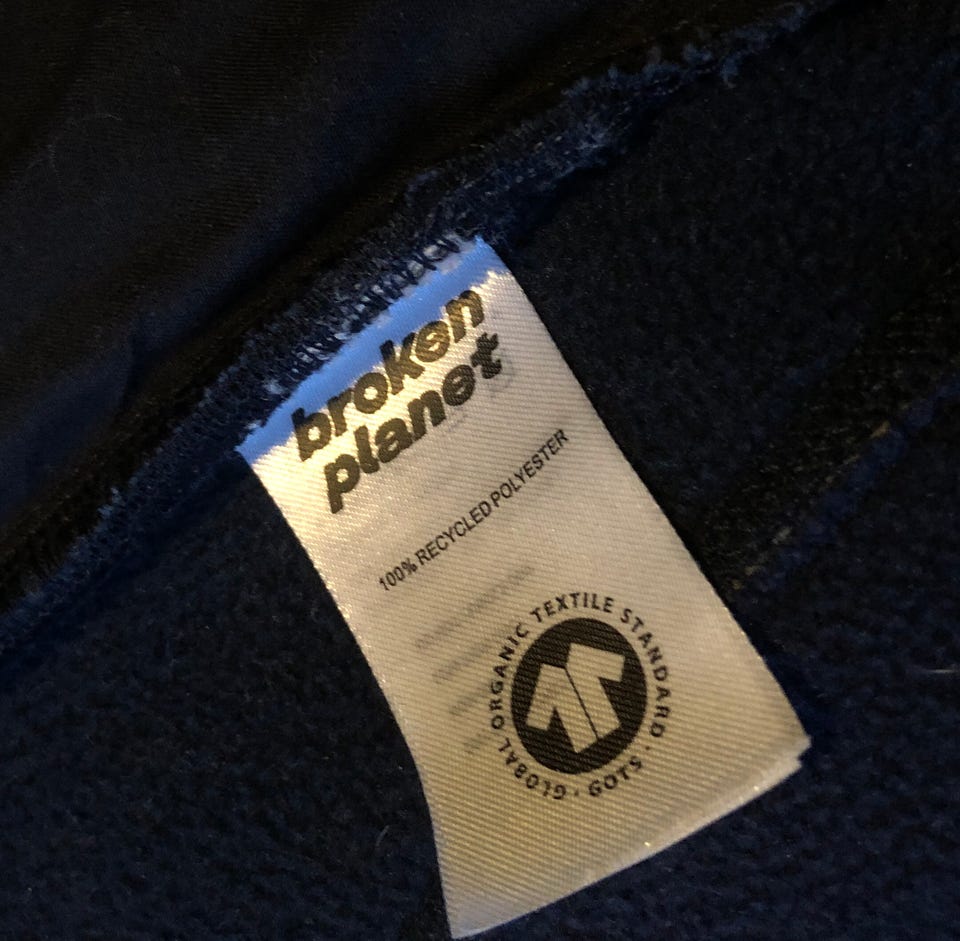 broken
planet
100% RECYCLED POLYESTER
GLOBAL ORGANIC TEXTILE STANDARD · GOTS ·